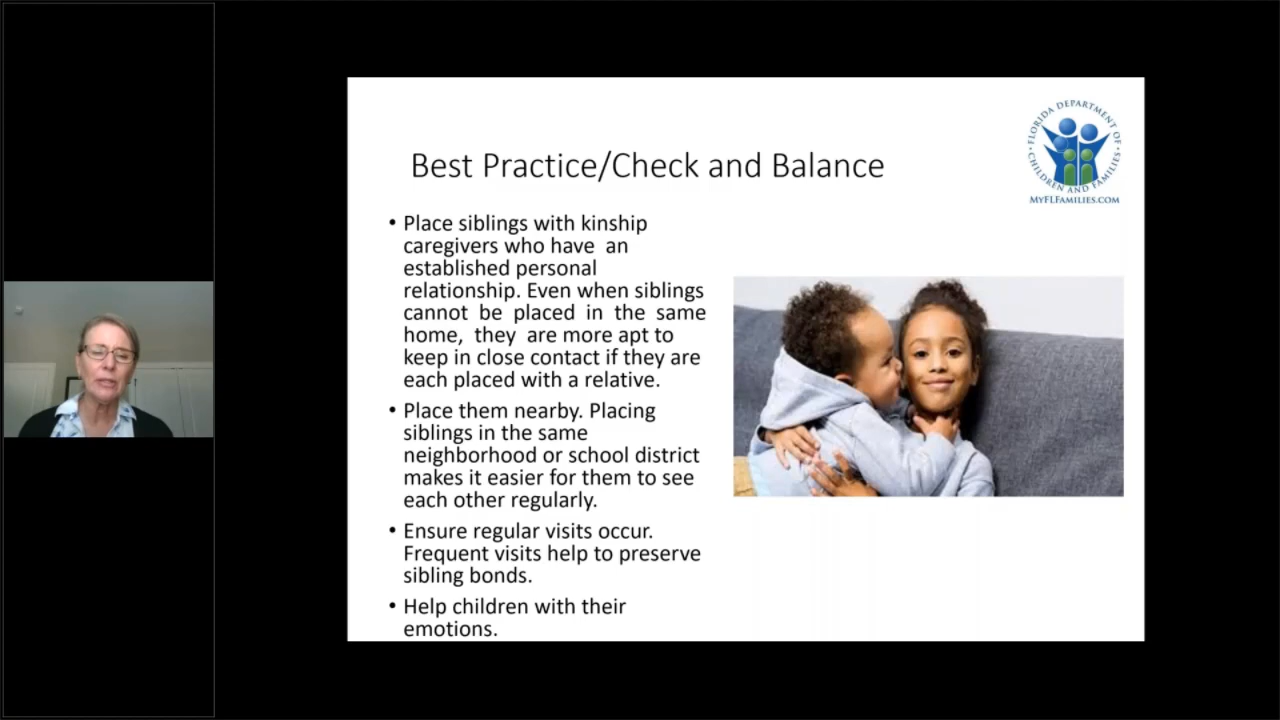 FLORIDA DEPARTMENT OF
CHILDREN AND FAMILIES
MYFLFAMILIES.COM
Best Practice/Check and Balance
• Place siblings with kinship
caregivers who have an
established personal
relationship. Even when siblings
cannot be placed in the same
home, they are more apt to
keep in close contact if they are
each placed with a relative.
• Place them nearby. Placing
siblings in the same
neighborhood or school district
makes it easier for them to see
each other regularly.
• Ensure regular visits occur.
Frequent visits help to preserve
sibling bonds.
• Help children with their
emotions.